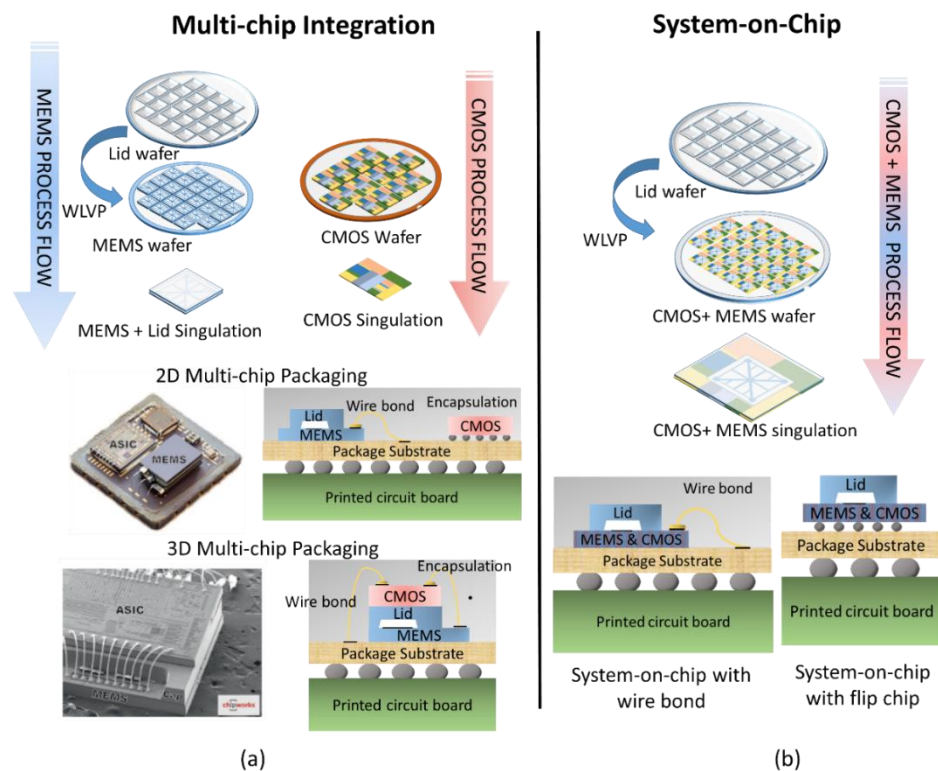 Multi-chip Integration
MEMS PROCESS FLOW
Lid wafer
WLVP
MEMS wafer
MEMS + Lid Singulation
CMOS Wafer
CMOS Singulation
CMOS PROCESS FLOW
2D Multi-chip Packaging
ASIC
MEMS
Wire bond
Encapsulation
Lid
MEMS
CMOS
Package Substrate
Printed circuit board
3D Multi-chip Packaging
ASIC
MEMS
Cap
chipworks
Wire bond
Encapsulation
CMOS
Lid
MEMS
Package Substrate
Printed circuit board
(a)
System-on-Chip
Lid wafer
WLVP
CMOS+ MEMS wafer
CMOS+ MEMS singulation
CMOS + MEMS PROCESS FLOW
Wire bond
Lid
MEMS & CMOS
Package Substrate
Printed circuit board
System-on-chip with
wire bond
Lid
MEMS & CMOS
Package Substrate
Printed circuit board
System-on-chip
with flip chip
(b)